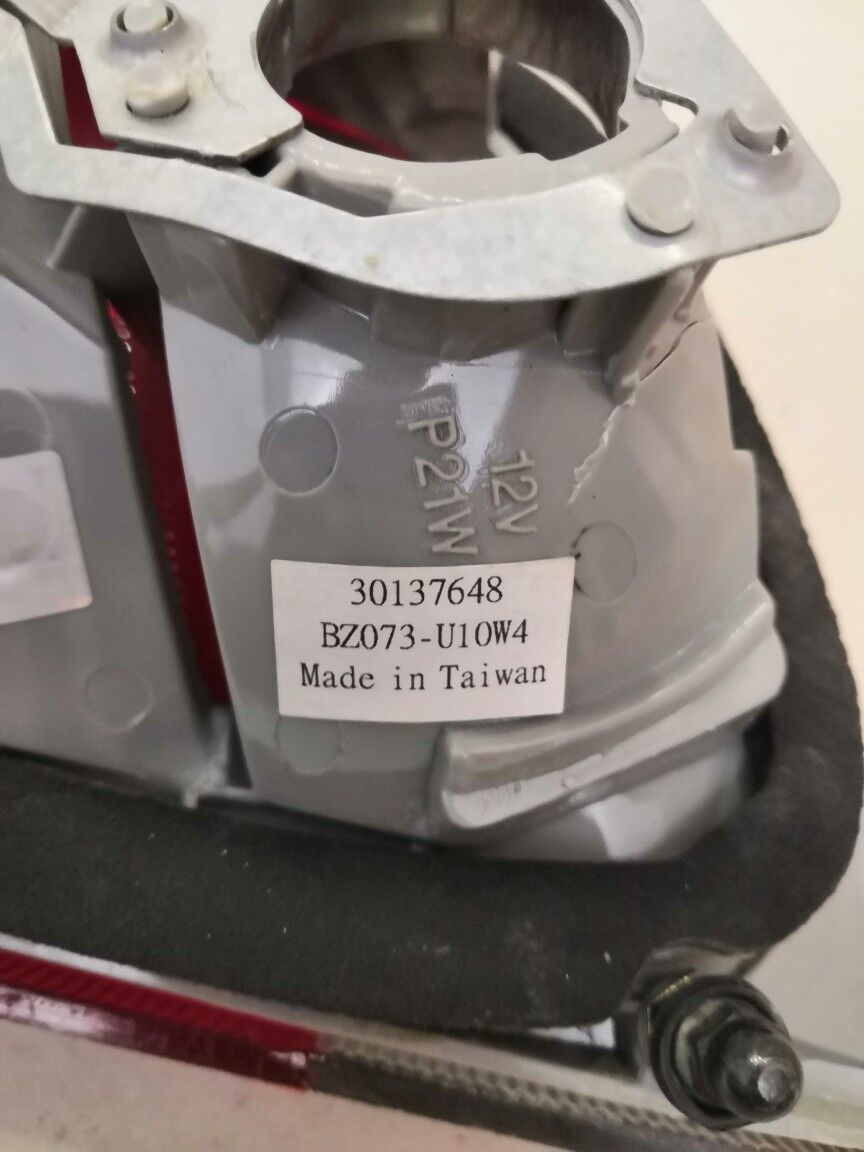 12V
P21W
30137648
BZ073-U10W4
Made in Taiwan